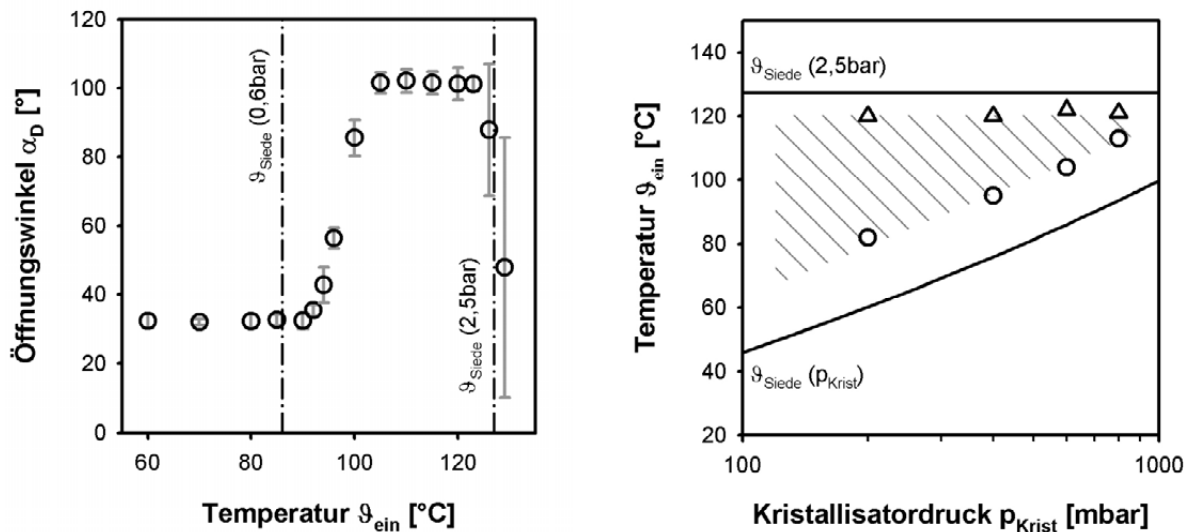 120
100
80
60
40
20
0
Öffnungswinkel α_D [°]
ϑ_Siede (0,6bar)
ϑ_Siede (2,5bar)
60 80 100 120
Temperatur ϑ_ein [°C]
140
120
100
80
60
40
20
Temperatur ϑ_ein [°C]
ϑ_Siede (2,5bar)
ϑ_Siede (p_Krist)
100 1000
Kristallisatordruck p_Krist [mbar]